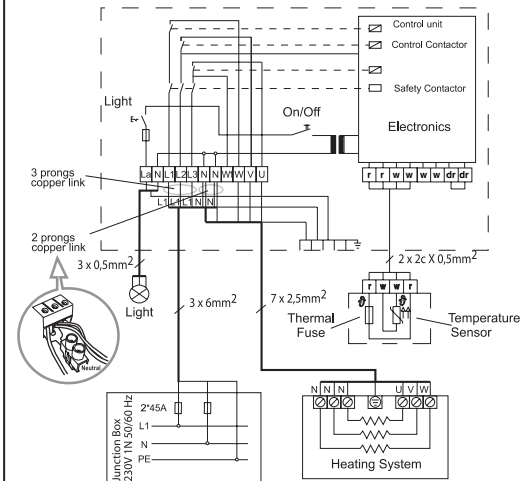 Control unit
Control Contactor
Safety Contactor
Electronics
Light
On/Off
3 prongs
copper link
La N L1 L2 L3 N N W1 W V U
L1 L1 L1 N N
r r w w w w dr dr
2 prongs
copper link
3 x 0,5mm2
2 x 2c X 0,5mm2
Light
3 x 6mm2
7 x 2,5mm2
r w w r
Thermal
Fuse
Temperature
Sensor
Neutral
N N N U V W
Heating System
Junction Box
230V 1N 50/60 Hz
2*45A
L1
N
PE